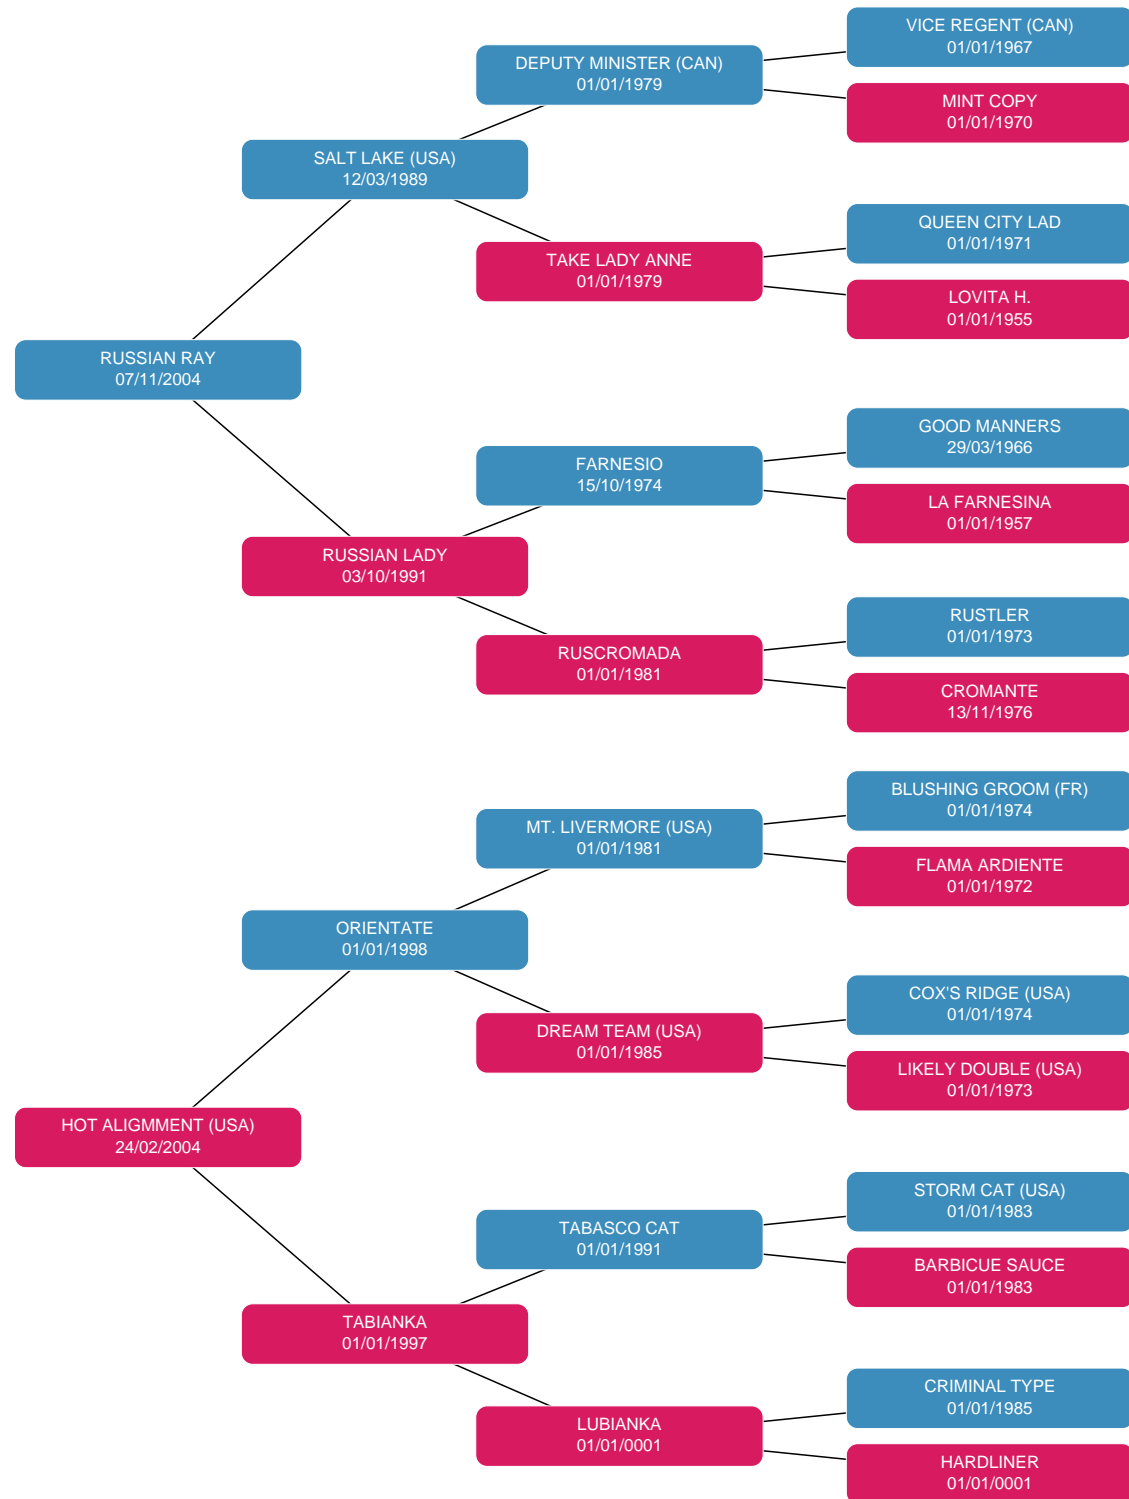 VICE REGENT (CAN)
01/01/1967
DEPUTY MINISTER (CAN)
01/01/1979
MINT COPY
01/01/1970
SALT LAKE (USA)
12/03/1989
QUEEN CITY LAD
01/01/1971
TAKE LADY ANNE
01/01/1979
LOVITA H.
01/01/1955
RUSSIAN RAY
07/11/2004
GOOD MANNERS
29/03/1966
FARNESIO
15/10/1974
LA FARNESINA
01/01/1957
RUSSIAN LADY
03/10/1991
RUSTLER
01/01/1973
RUSCROMADA
01/01/1981
CROMANTE
13/11/1976
BLUSHING GROOM (FR)
01/01/1974
MT. LIVERMORE (USA)
01/01/1981
FLAMA ARDIENTE
01/01/1972
ORIENTATE
01/01/1998
COX'S RIDGE (USA)
01/01/1974
DREAM TEAM (USA)
01/01/1985
LIKELY DOUBLE (USA)
01/01/1973
HOT ALIGMMENT (USA)
24/02/2004
STORM CAT (USA)
01/01/1983
TABASCO CAT
01/01/1991
BARBICUE SAUCE
01/01/1983
TABIANKA
01/01/1997
CRIMINAL TYPE
01/01/1985
LUBIANKA
01/01/0001
HARDLINER
01/01/0001